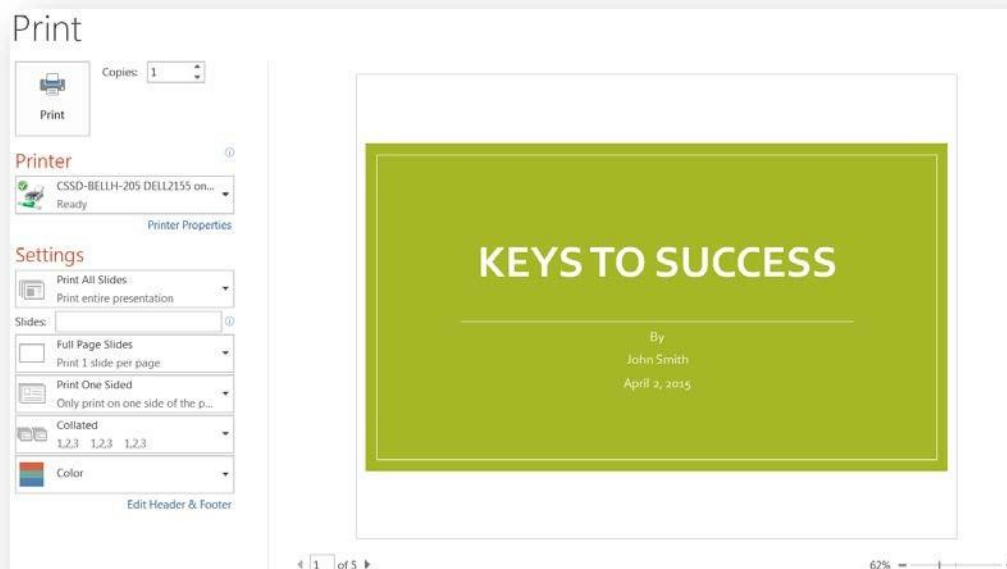 Print
Copies: 1
Print
Printer
CSSD-BELLH-205 DELL2155 on...
Ready
Printer Properties
Settings
Print All Slides
Print entire presentation
Slides:
Full Page Slides
Print 1 slide per page
Print One Sided
Only print on one side of the p...
Collated
1,2,3 1,2,3 1,2,3
Color
Edit Header & Footer
KEYS TO SUCCESS
By
John Smith
April 2, 2015
1 of 5
62%